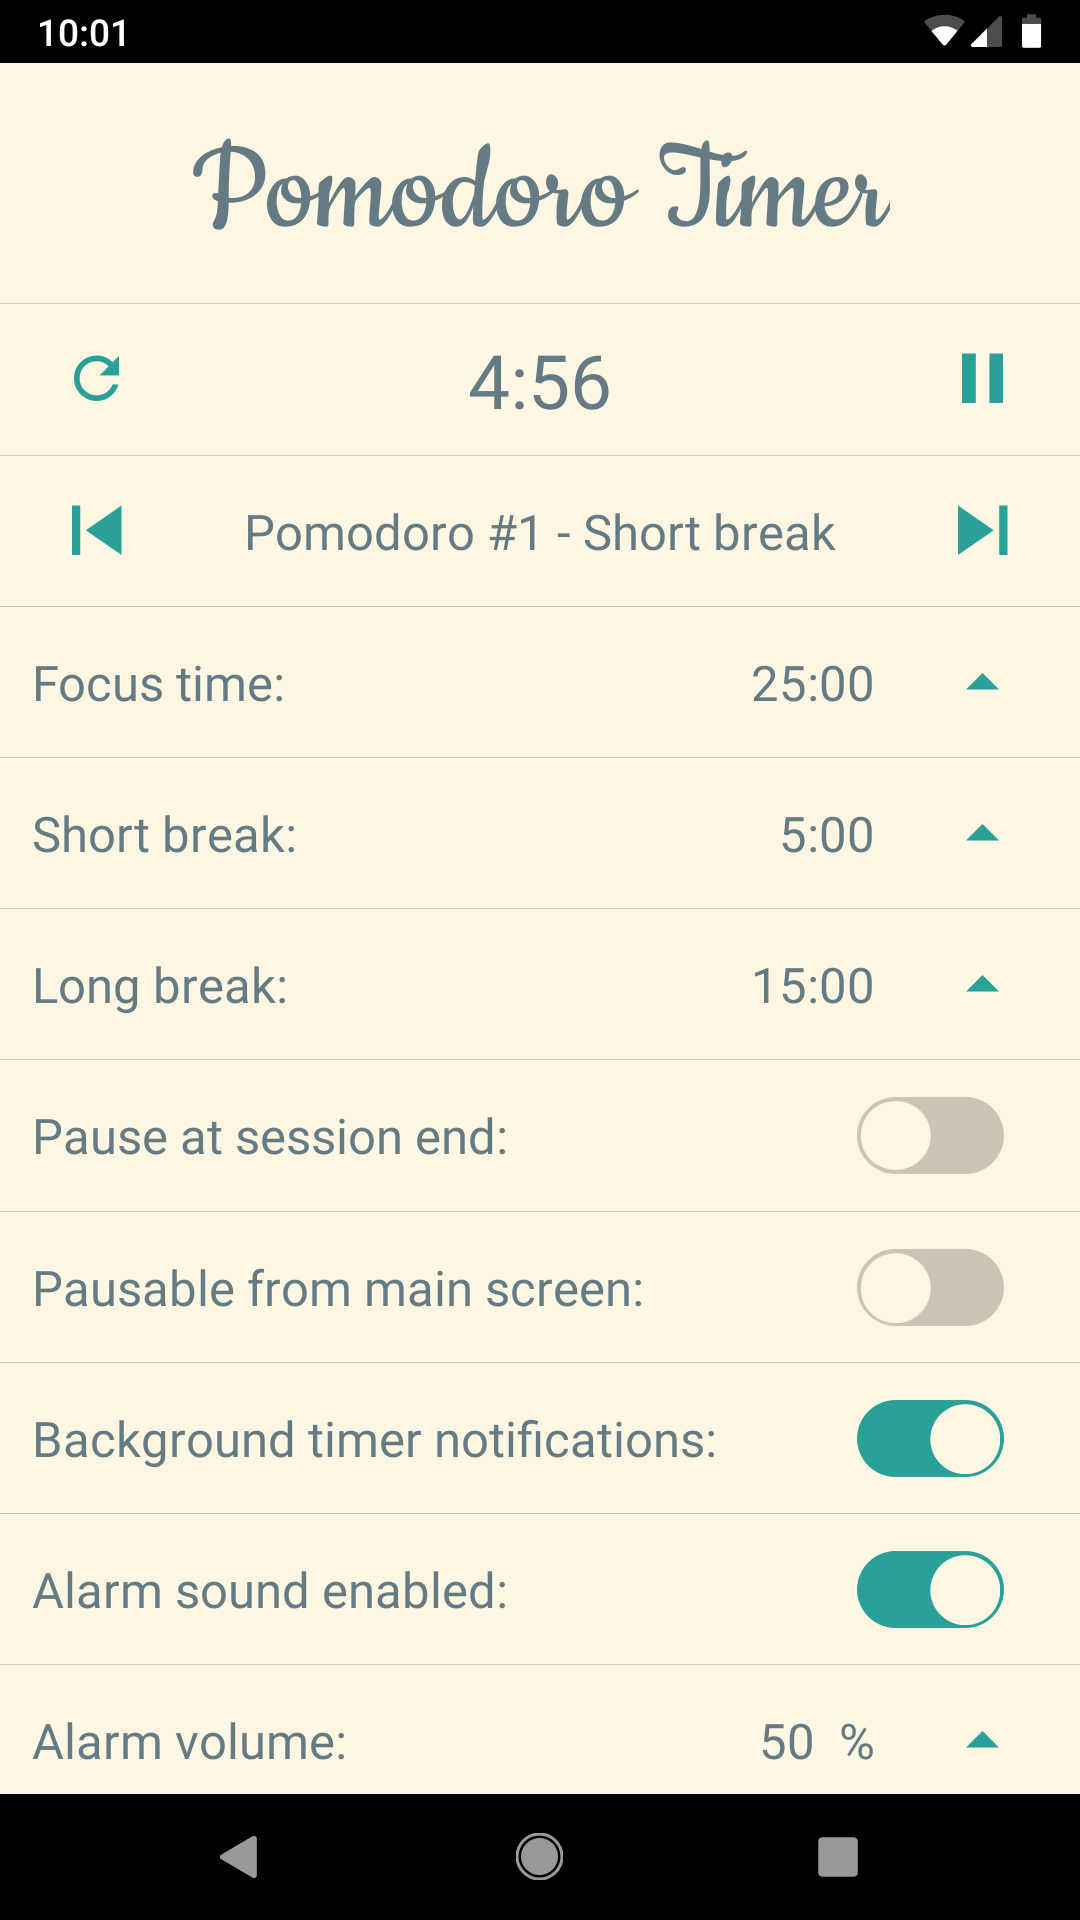 10:01
Pomodoro Timer
4:56
Pomodoro #1 - Short break
Focus time: 25:00
Short break: 5:00
Long break: 15:00
Pause at session end:
Pausable from main screen:
Background timer notifications:
Alarm sound enabled:
Alarm volume: 50 %